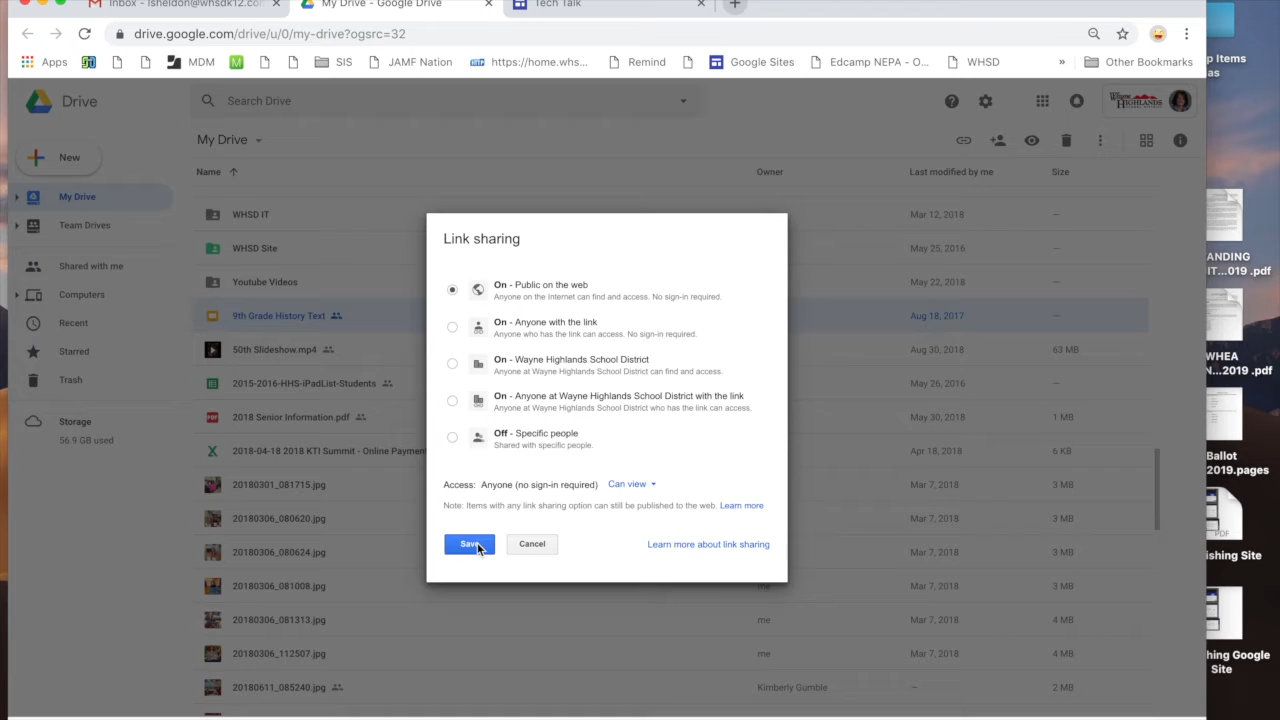 Inbox - lsheldon@whsdk12.com
My Drive - Google Drive
Tech Talk
drive.google.com/drive/u/0/my-drive?ogsrc=32
Apps
MDM
SIS
JAMF Nation
https://home.whs...
Remind
Google Sites
Edcamp NEPA - O...
WHSD
»
Other Bookmarks
Drive
Search Drive
Wayne
HIGHLANDS
New
My Drive
Name
Owner
Last modified by me
Size
My Drive
Team Drives
Shared with me
Computers
Recent
Starred
Trash
Storage
56.9 GB used
WHSD IT
Mar 12, 2018
—
WHSD Site
May 25, 2016
—
Youtube Videos
May 22, 2018
—
9th Grade History Text
Aug 18, 2017
—
50th Slideshow.mp4
Aug 30, 2018
63 MB
2015-2016-HHS-iPadList-Students
May 26, 2016
—
2018 Senior Information.pdf
May 30, 2018
1 MB
2018-04-18 2018 KTI Summit - Online Paymen
Apr 18, 2018
6 KB
20180301_081715.jpg
Mar 7, 2018
3 MB
20180306_080620.jpg
Mar 7, 2018
3 MB
20180306_080624.jpg
Mar 7, 2018
3 MB
20180306_081008.jpg
me
Mar 7, 2018
3 MB
20180306_081313.jpg
me
Mar 7, 2018
4 MB
20180306_112507.jpg
me
Mar 7, 2018
4 MB
20180611_085240.jpg
Kimberly Gumble
—
2 MB
Link sharing
On - Public on the web
Anyone on the Internet can find and access. No sign-in required.
On - Anyone with the link
Anyone who has the link can access. No sign-in required.
On - Wayne Highlands School District
Anyone at Wayne Highlands School District can find and access.
On - Anyone at Wayne Highlands School District with the link
Anyone at Wayne Highlands School District who has the link can access.
Off - Specific people
Shared with specific people.
Access: Anyone (no sign-in required) Can view
Note: Items with any link sharing option can still be published to the web. Learn more
Save
Cancel
Learn more about link sharing
p Items
as
ANDING
IT...019 .pdf
WHEA
N...2019 .pdf
Ballot
2019.pages
PDF
ishing Site
hing Google
Site